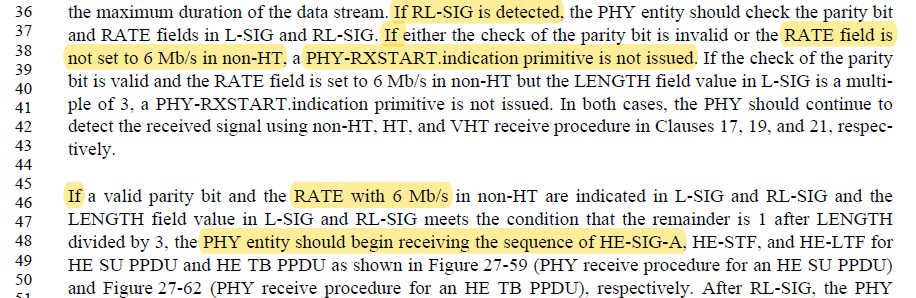 36 the maximum duration of the data stream. If RL-SIG is detected, the PHY entity should check the parity bit
37 and RATE fields in L-SIG and RL-SIG. If either the check of the parity bit is invalid or the RATE field is
38 not set to 6 Mb/s in non-HT, a PHY-RXSTART.indication primitive is not issued. If the check of the parity
39 bit is valid and the RATE field is set to 6 Mb/s in non-HT but the LENGTH field value in L-SIG is a multi-
40 ple of 3, a PHY-RXSTART.indication primitive is not issued. In both cases, the PHY should continue to
41
42 detect the received signal using non-HT, HT, and VHT receive procedure in Clauses 17, 19, and 21, respec-
43 tively.
44
45 If a valid parity bit and the RATE with 6 Mb/s in non-HT are indicated in L-SIG and RL-SIG and the
46
47 LENGTH field value in L-SIG and RL-SIG meets the condition that the remainder is 1 after LENGTH
48 divided by 3, the PHY entity should begin receiving the sequence of HE-SIG-A, HE-STF, and HE-LTF for
49 HE SU PPDU and HE TB PPDU as shown in Figure 27-59 (PHY receive procedure for an HE SU PPDU)
50 and Figure 27-62 (PHY receive procedure for an HE TB PPDU), respectively. After RL-SIG, the PHY